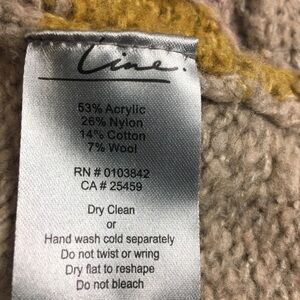 Line.
53% Acrylic
26% Nylon
14% Cotton
7% Wool
RN # 0103842
CA # 25459
Dry Clean
or
Hand wash cold separately
Do not twist or wring
Dry flat to reshape
Do not bleach